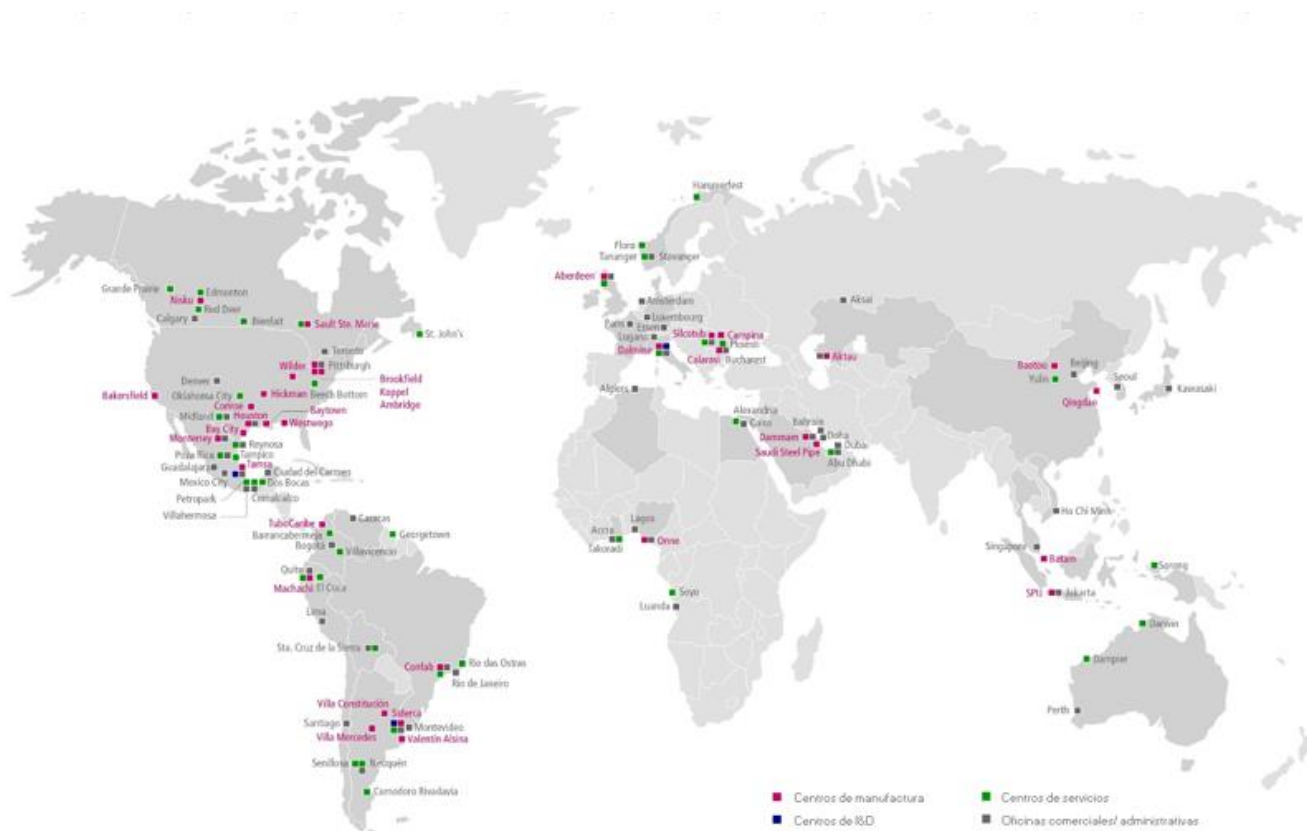 Hammerfest
Floro
Tananger
Stavanger
Aberdeen
Grande Prairie
Edmonton
Nisku
Red Deer
Calgary
Bienfait
Sault Ste. Marie
St. John's
Amsterdam
Aksai
Luxembourg
Paris
Essen
Lugano
Silcotub
Campina
Ploiesti
Dalmine
Calarasi
Bucharest
Aktau
Toronto
Wilder
Pittsburgh
Baotou
Beijing
Yulin
Seoul
Kawasaki
Qingdao
Denver
Brookfield
Koppel
Ambridge
Bakersfield
Oklahoma City
Hickman
Beech Bottom
Algiers
Conroe
Baytown
Midland
Houston
Westwego
Bay City
Alexandria
Cairo
Monterrey
Reynosa
Bahrain
Dammam
Doha
Dubai
Saudi Steel Pipe
Abu Dhabi
Poza Rica
Tampico
Tamsa
Guadalajara
Ciudad del Carmen
Mexico City
Dos Bocas
Petropark
Comalcalco
Villahermosa
Ho Chi Minh
TuboCaribe
Caracas
Barrancabermeja
Georgetown
Bogotá
Villavicencio
Lagos
Accra
Takoradi
Onne
Singapore
Batam
Sorong
Quito
Machachi
El Coca
Soyo
Luanda
SPIJ
Jakarta
Lima
Darwin
Sta. Cruz de la Sierra
Confab
Rio das Ostras
Rio de Janeiro
Dampier
Villa Constitución
Siderca
Santiago
Montevideo
Villa Mercedes
Valentín Alsina
Perth
Senillosa
Neuquén
Comodoro Rivadavia
Centros de manufactura
Centros de servicios
Centros de I&D
Oficinas comerciales/ administrativas